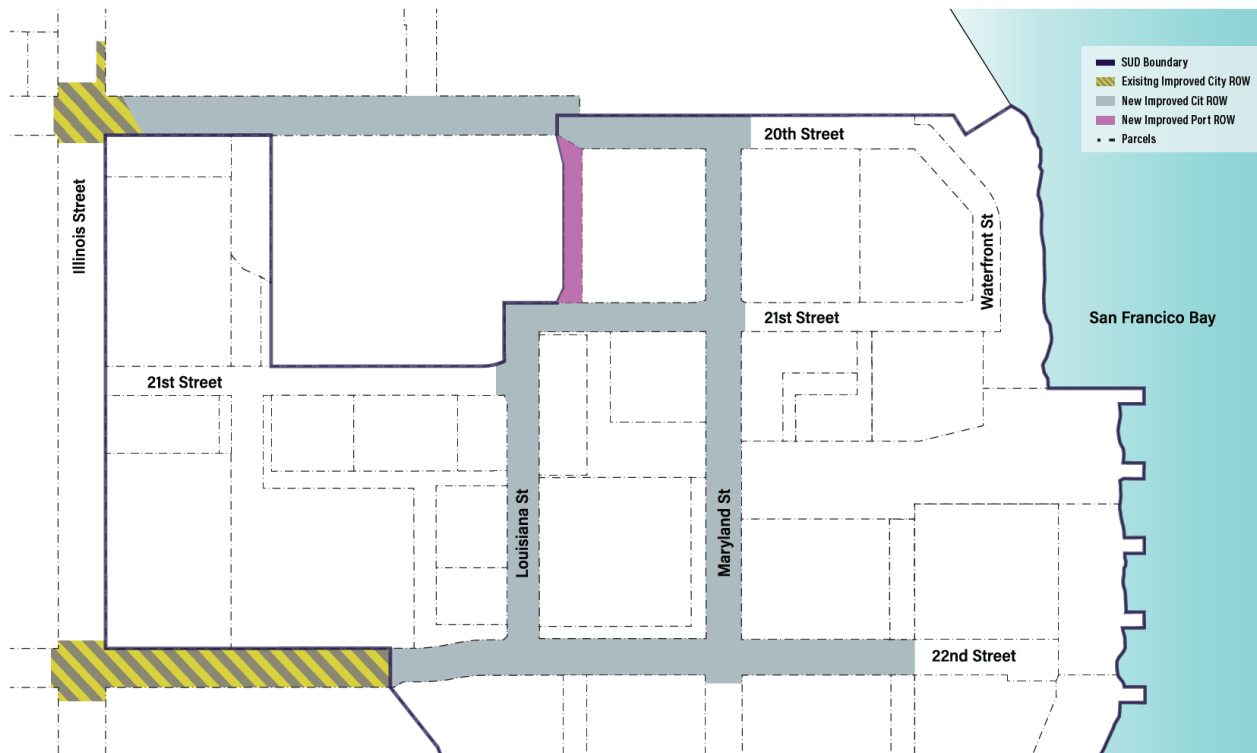 SUD Boundary
Exisitng Improved City ROW
New Improved Cit ROW
New Improved Port ROW
Parcels
20th Street
Illinois Street
Waterfront St
21st Street
San Francico Bay
21st Street
Louisiana St
Maryland St
22nd Street